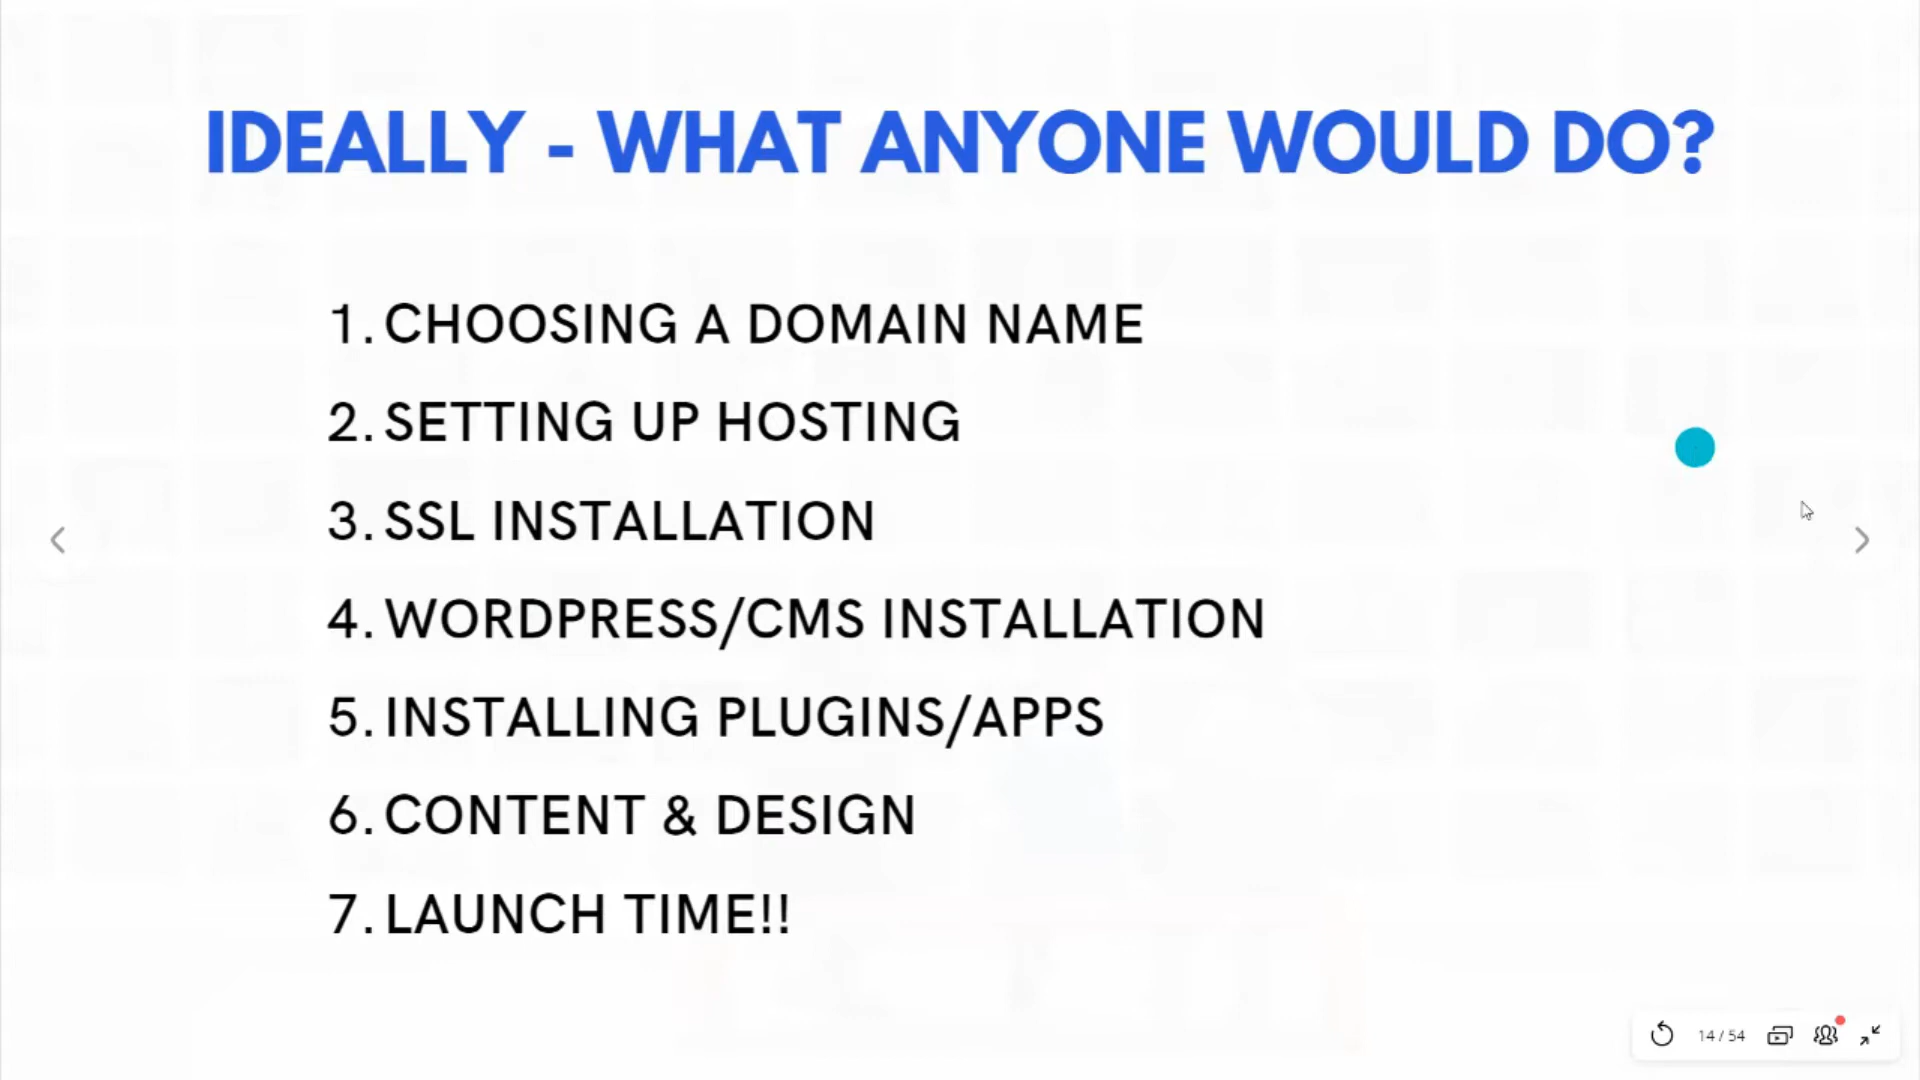 IDEALLY - WHAT ANYONE WOULD DO?
1. CHOOSING A DOMAIN NAME
2. SETTING UP HOSTING
3. SSL INSTALLATION
4. WORDPRESS/CMS INSTALLATION
5. INSTALLING PLUGINS/APPS
6. CONTENT & DESIGN
7. LAUNCH TIME!!
14 / 54